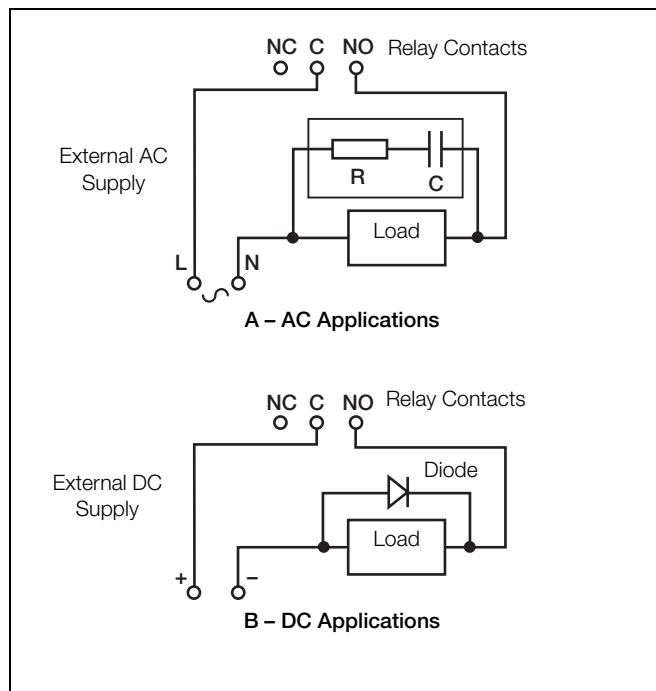 NC C NO Relay Contacts
External AC
Supply
R
C
Load
L N
A – AC Applications
NC C NO Relay Contacts
Diode
External DC
Supply
Load
+ –
B – DC Applications